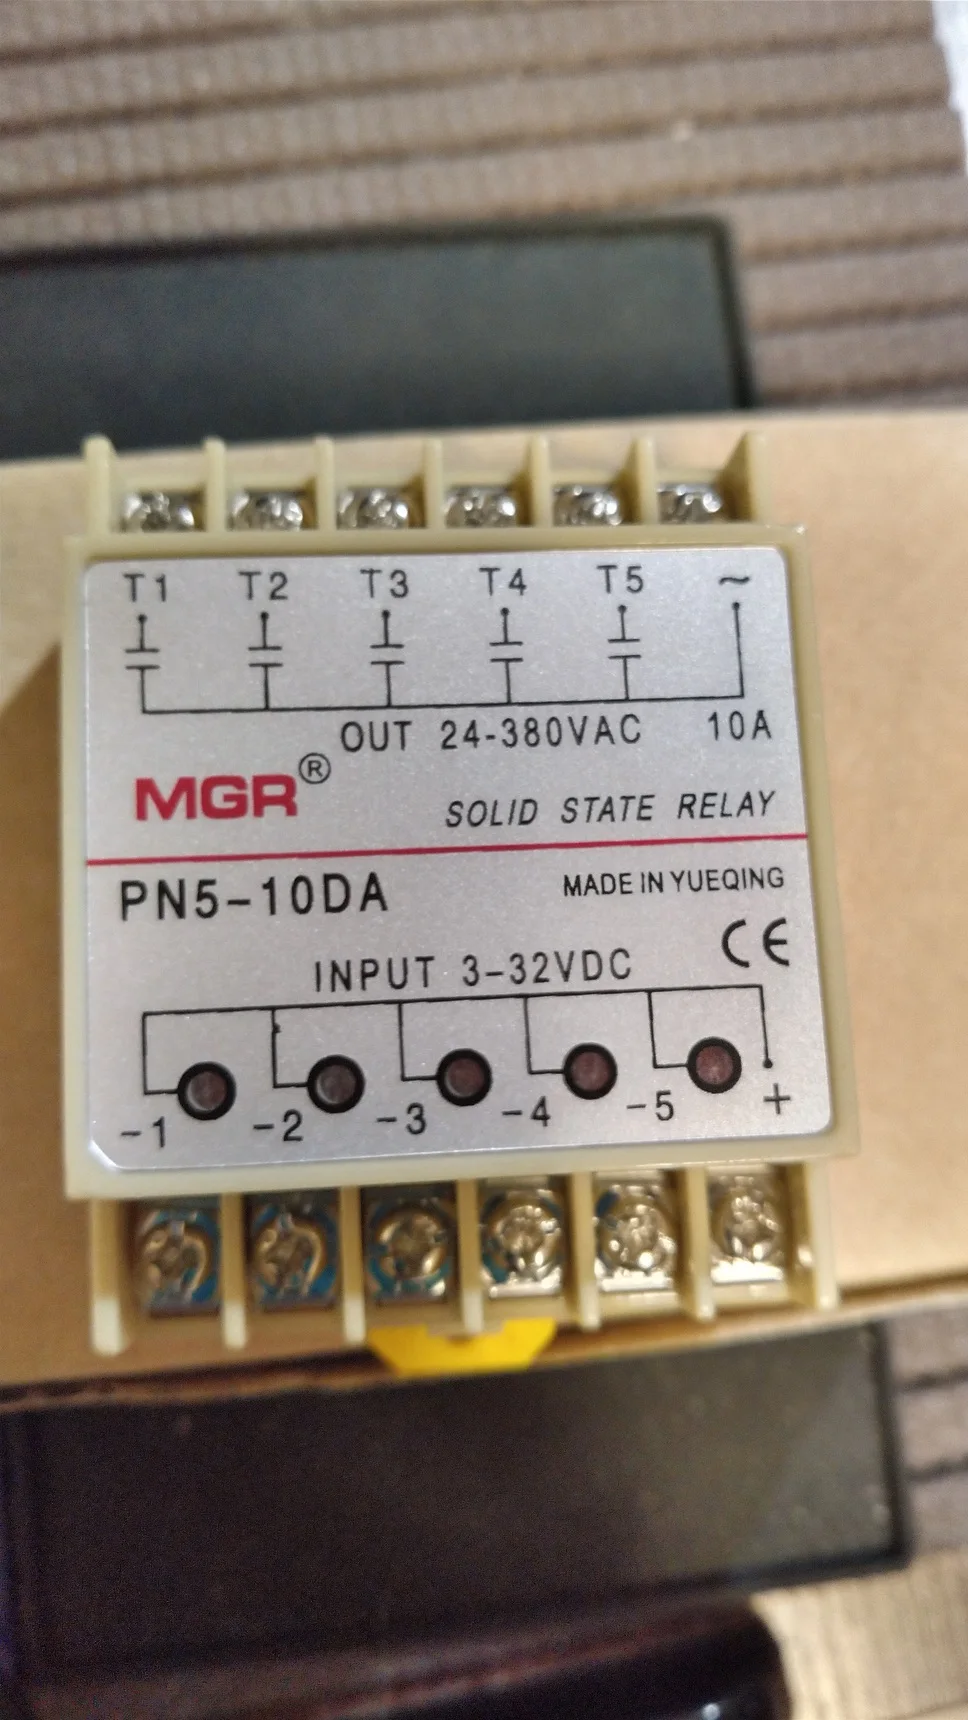 T1 T2 T3 T4 T5 ~
OUT 24-380VAC 10A
MGR®
SOLID STATE RELAY
PN5-10DA
MADE IN YUEQING
CE
INPUT 3-32VDC
-1 -2 -3 -4 -5 +